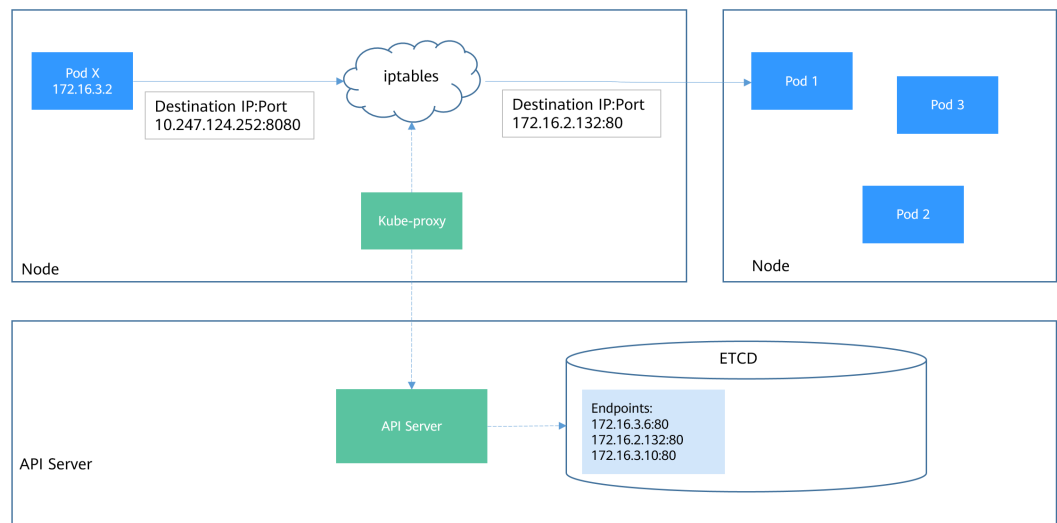 Pod X
172.16.3.2
Destination IP:Port
10.247.124.252:8080
iptables
Destination IP:Port
172.16.2.132:80
Kube-proxy
Node
Pod 1
Pod 3
Pod 2
Node
API Server
API Server
ETCD
Endpoints:
172.16.3.6:80
172.16.2.132:80
172.16.3.10:80